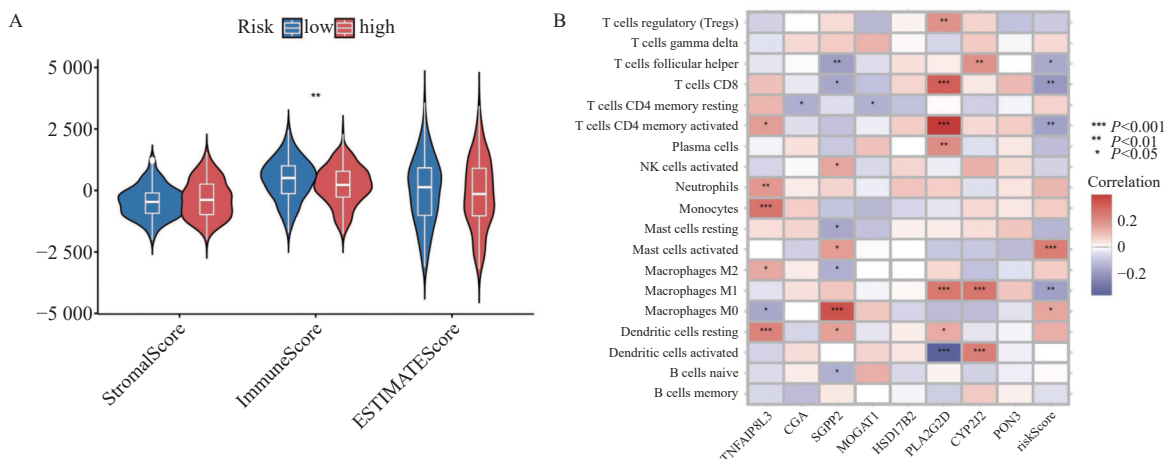 A
Risk low high
5 000
2 500
0
−2 500
−5 000
**
StromalScore
ImmuneScore
ESTIMATEScore
B
T cells regulatory (Tregs) **
T cells gamma delta
T cells follicular helper ** ** *
T cells CD8 * *** **
T cells CD4 memory resting * *
T cells CD4 memory activated * *** **
Plasma cells **
NK cells activated *
Neutrophils **
Monocytes ***
Mast cells resting *
Mast cells activated * ***
Macrophages M2 * *
Macrophages M1 *** *** **
Macrophages M0 * *** *
Dendritic cells resting *** * *
Dendritic cells activated *** ***
B cells naive *
B cells memory
TNFAIP8L3
CGA
SGPP2
MOGAT1
HSD17B2
PLA2G2D
CYP2J2
PON3
riskScore
*** P<0.001
** P<0.01
* P<0.05
Correlation
0.2
0
−0.2